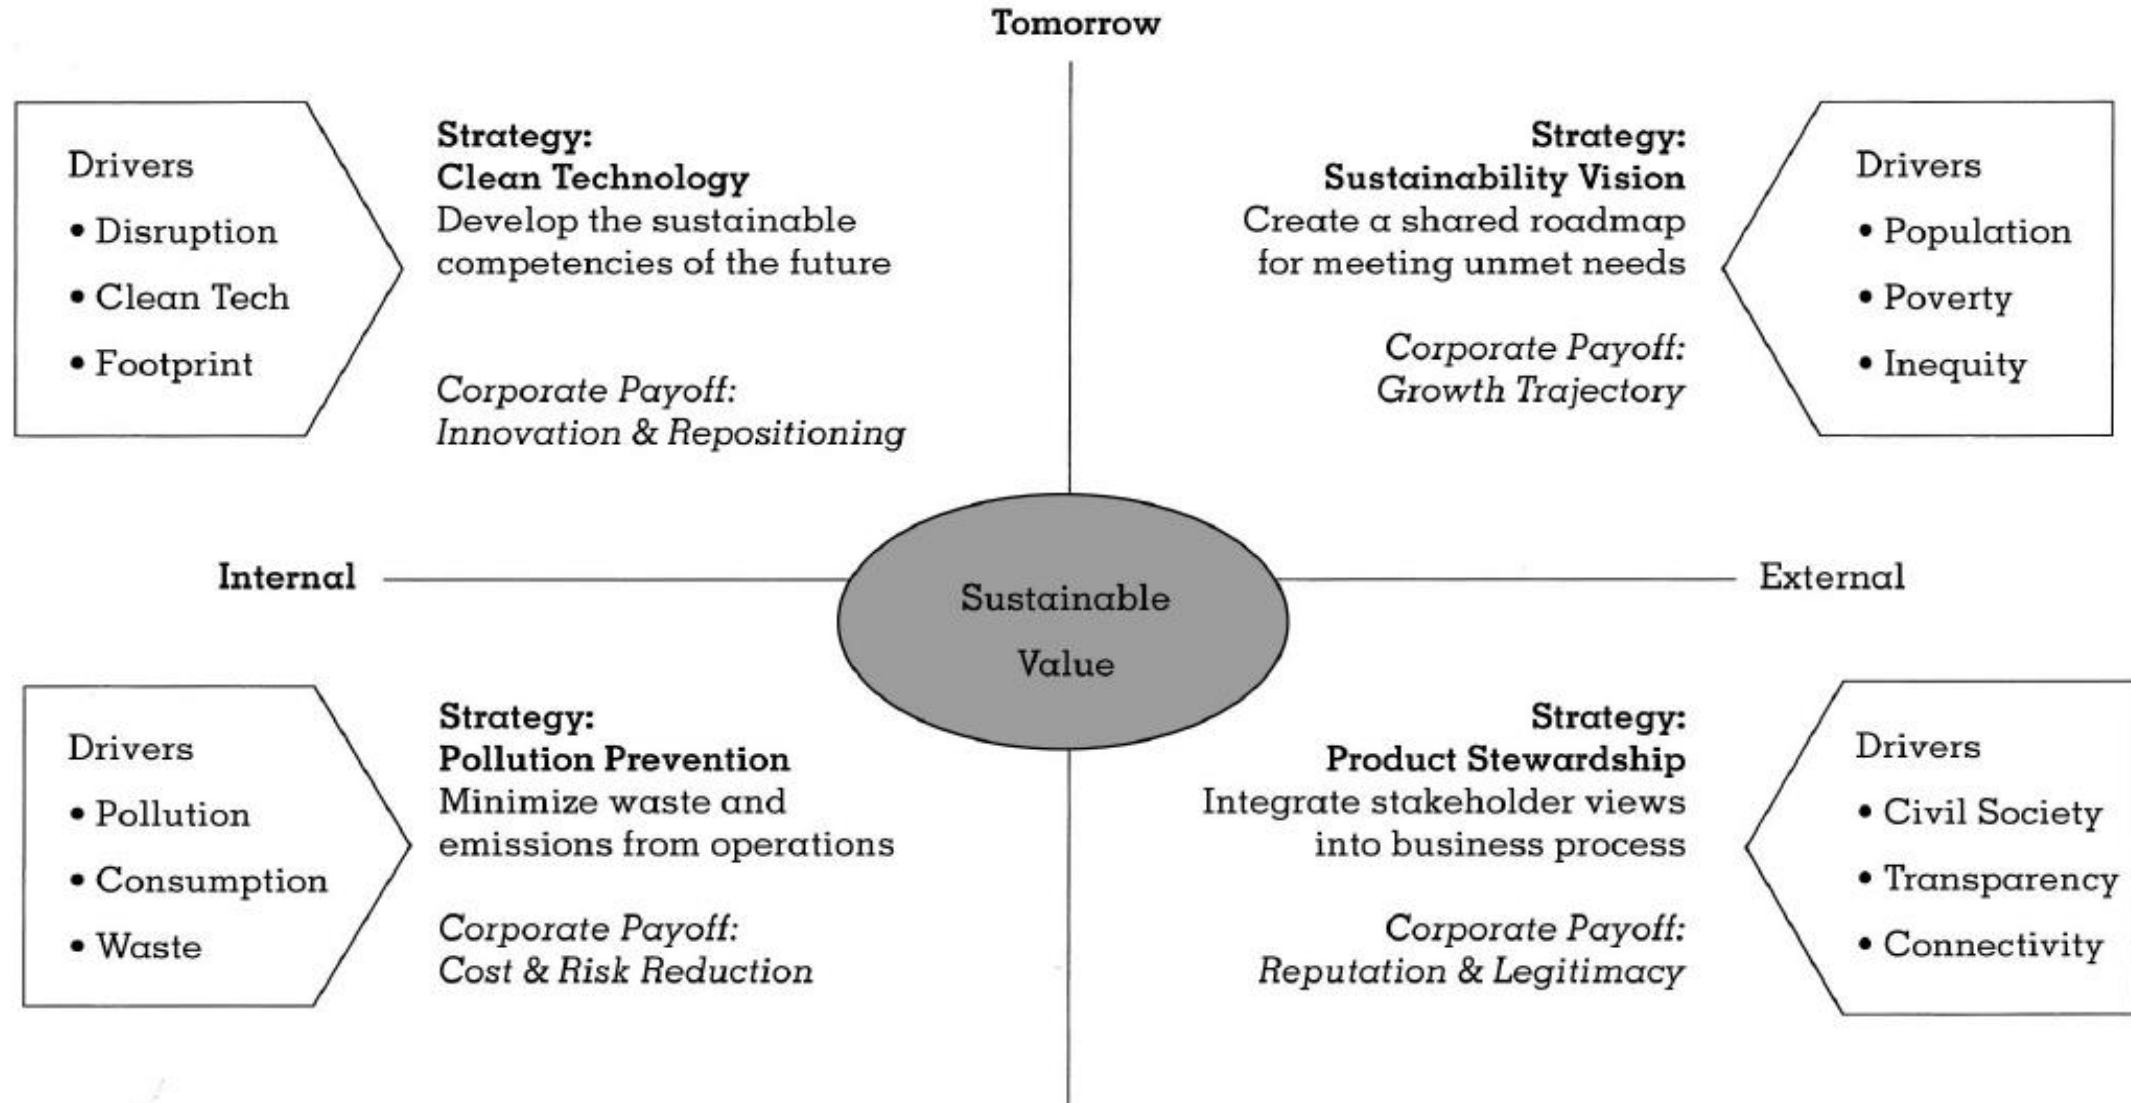 Tomorrow
Drivers
• Disruption
• Clean Tech
• Footprint
Strategy:
Clean Technology
Develop the sustainable
competencies of the future
Corporate Payoff:
Innovation & Repositioning
Strategy:
Sustainability Vision
Create a shared roadmap
for meeting unmet needs
Corporate Payoff:
Growth Trajectory
Drivers
• Population
• Poverty
• Inequity
Internal
Sustainable
Value
External
Drivers
• Pollution
• Consumption
• Waste
Strategy:
Pollution Prevention
Minimize waste and
emissions from operations
Corporate Payoff:
Cost & Risk Reduction
Strategy:
Product Stewardship
Integrate stakeholder views
into business process
Corporate Payoff:
Reputation & Legitimacy
Drivers
• Civil Society
• Transparency
• Connectivity